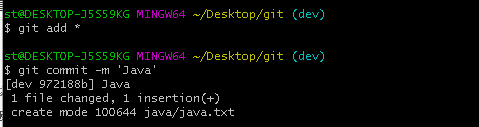 st@DESKTOP-J5S59KG MINGW64 ~/Desktop/git (dev)
$ git add *
st@DESKTOP-J5S59KG MINGW64 ~/Desktop/git (dev)
$ git commit -m 'Java'
[dev 972188b] Java
1 file changed, 1 insertion(+)
create mode 100644 java/java.txt